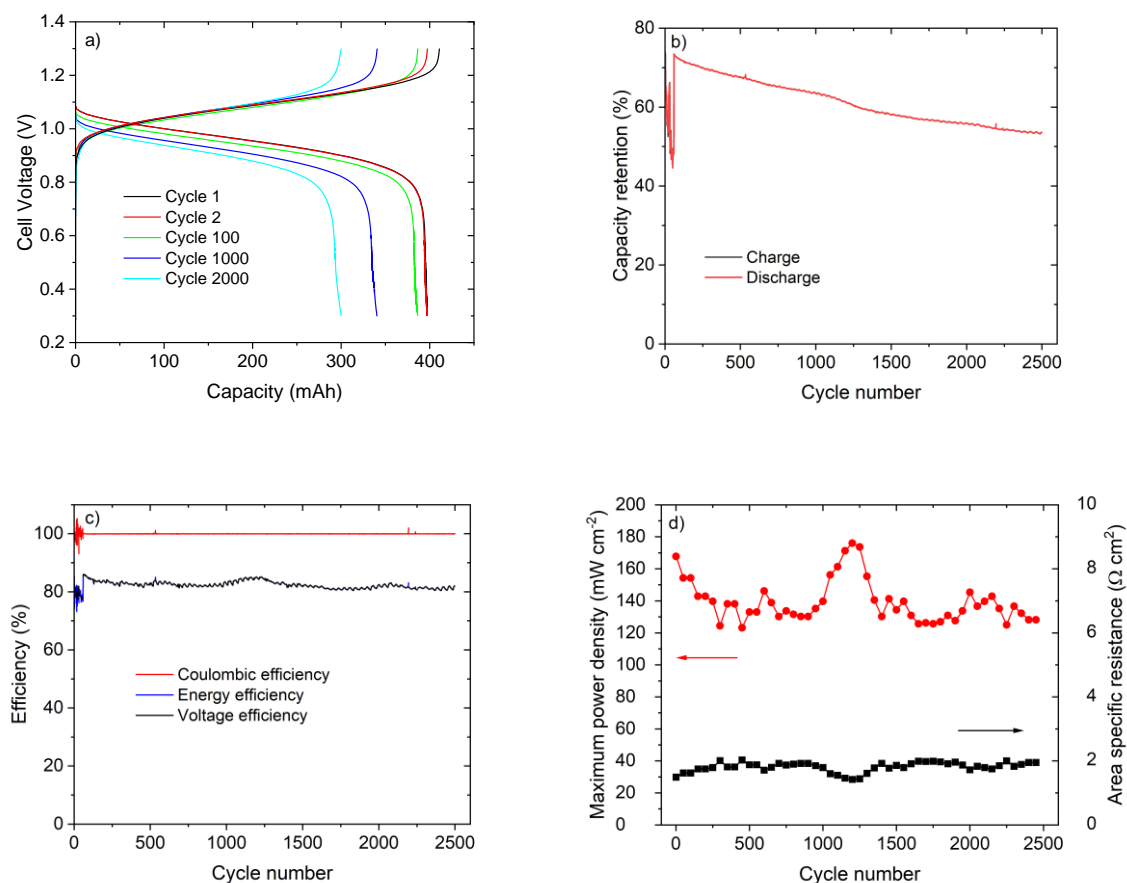 a)
1.4
1.2
1.0
0.8
0.6
0.4
0.2
Cell Voltage (V)
Cycle 1
Cycle 2
Cycle 100
Cycle 1000
Cycle 2000
0 100 200 300 400
Capacity (mAh)
b)
80
60
40
20
0
Capacity retention (%)
Charge
Discharge
0 500 1000 1500 2000 2500
Cycle number
c)
100
80
60
40
20
0
Efficiency (%)
Coulombic efficiency
Energy efficiency
Voltage efficiency
0 500 1000 1500 2000 2500
Cycle number
d)
200
180
160
140
120
100
80
60
40
20
0
Maximum power density (mW cm-2)
10
8
6
4
2
0
Area specific resistance (Ω cm2)
0 500 1000 1500 2000 2500
Cycle number